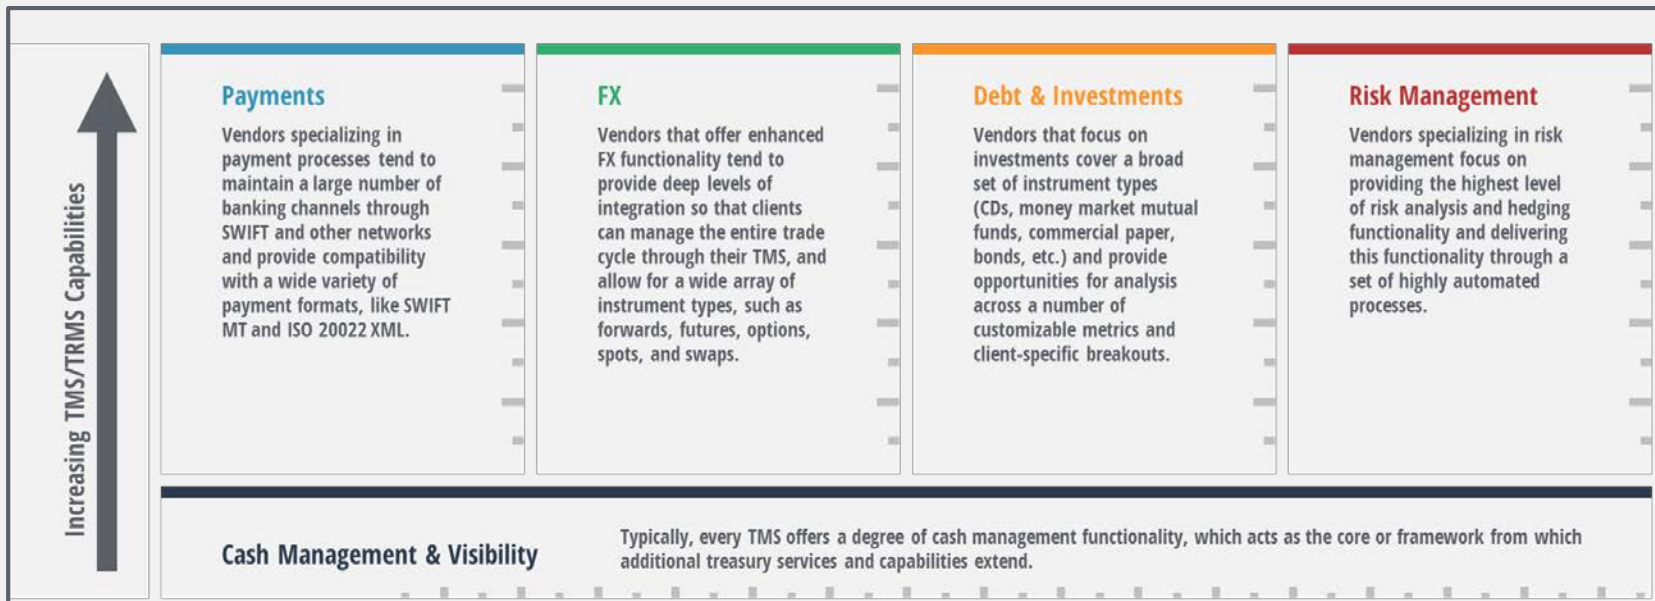 Increasing TMS/TRMS Capabilities
Payments
Vendors specializing in
payment processes tend to
maintain a large number of
banking channels through
SWIFT and other networks
and provide compatibility
with a wide variety of
payment formats, like SWIFT
MT and ISO 20022 XML.
FX
Vendors that offer enhanced
FX functionality tend to
provide deep levels of
integration so that clients
can manage the entire trade
cycle through their TMS, and
allow for a wide array of
instrument types, such as
forwards, futures, options,
spots, and swaps.
Debt & Investments
Vendors that focus on
investments cover a broad
set of instrument types
(CDs, money market mutual
funds, commercial paper,
bonds, etc.) and provide
opportunities for analysis
across a number of
customizable metrics and
client-specific breakouts.
Risk Management
Vendors specializing in risk
management focus on
providing the highest level
of risk analysis and hedging
functionality and delivering
this functionality through a
set of highly automated
processes.
Cash Management & Visibility
Typically, every TMS offers a degree of cash management functionality, which acts as the core or framework from which
additional treasury services and capabilities extend.